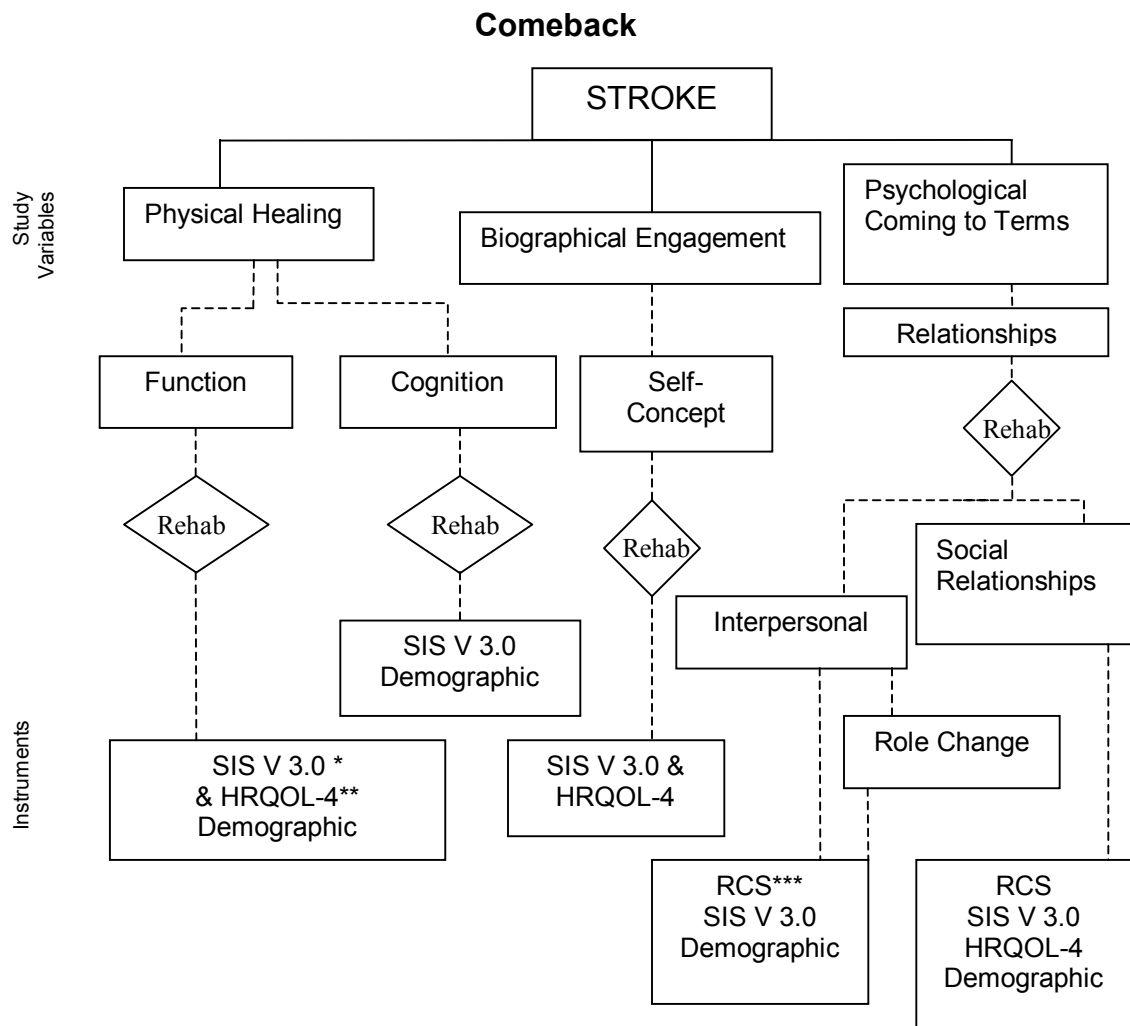 Comeback
STROKE
Study
Variables
Physical Healing
Biographical Engagement
Psychological
Coming to Terms
Relationships
Function
Cognition
Self-
Concept
Rehab
Rehab
Rehab
Rehab
Social
Relationships
Interpersonal
SIS V 3.0
Demographic
Role Change
Instruments
SIS V 3.0 *
& HRQOL-4**
Demographic
SIS V 3.0 &
HRQOL-4
RCS***
SIS V 3.0
Demographic
RCS
SIS V 3.0
HRQOL-4
Demographic